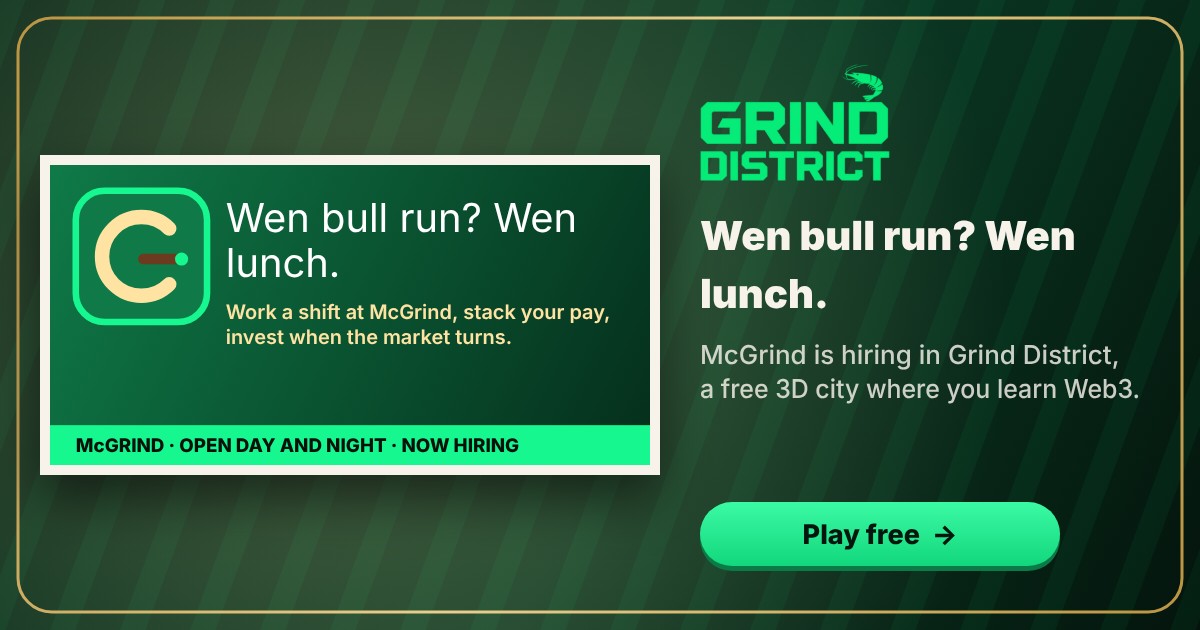 Wen bull run? Wen
lunch.
Work a shift at McGrind, stack your pay,
invest when the market turns.
McGRIND · OPEN DAY AND NIGHT · NOW HIRING
GRIND
DISTRICT
Wen bull run? Wen
lunch.
McGrind is hiring in Grind District,
a free 3D city where you learn Web3.
Play free →